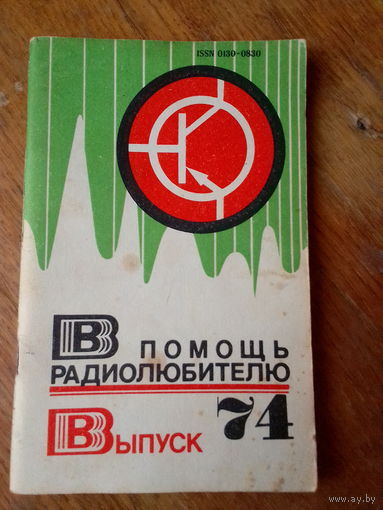 ISSN 0130-0830
В ПОМОЩЬ
РАДИОЛЮБИТЕЛЮ
ВЫПУСК 74
www.ay.by